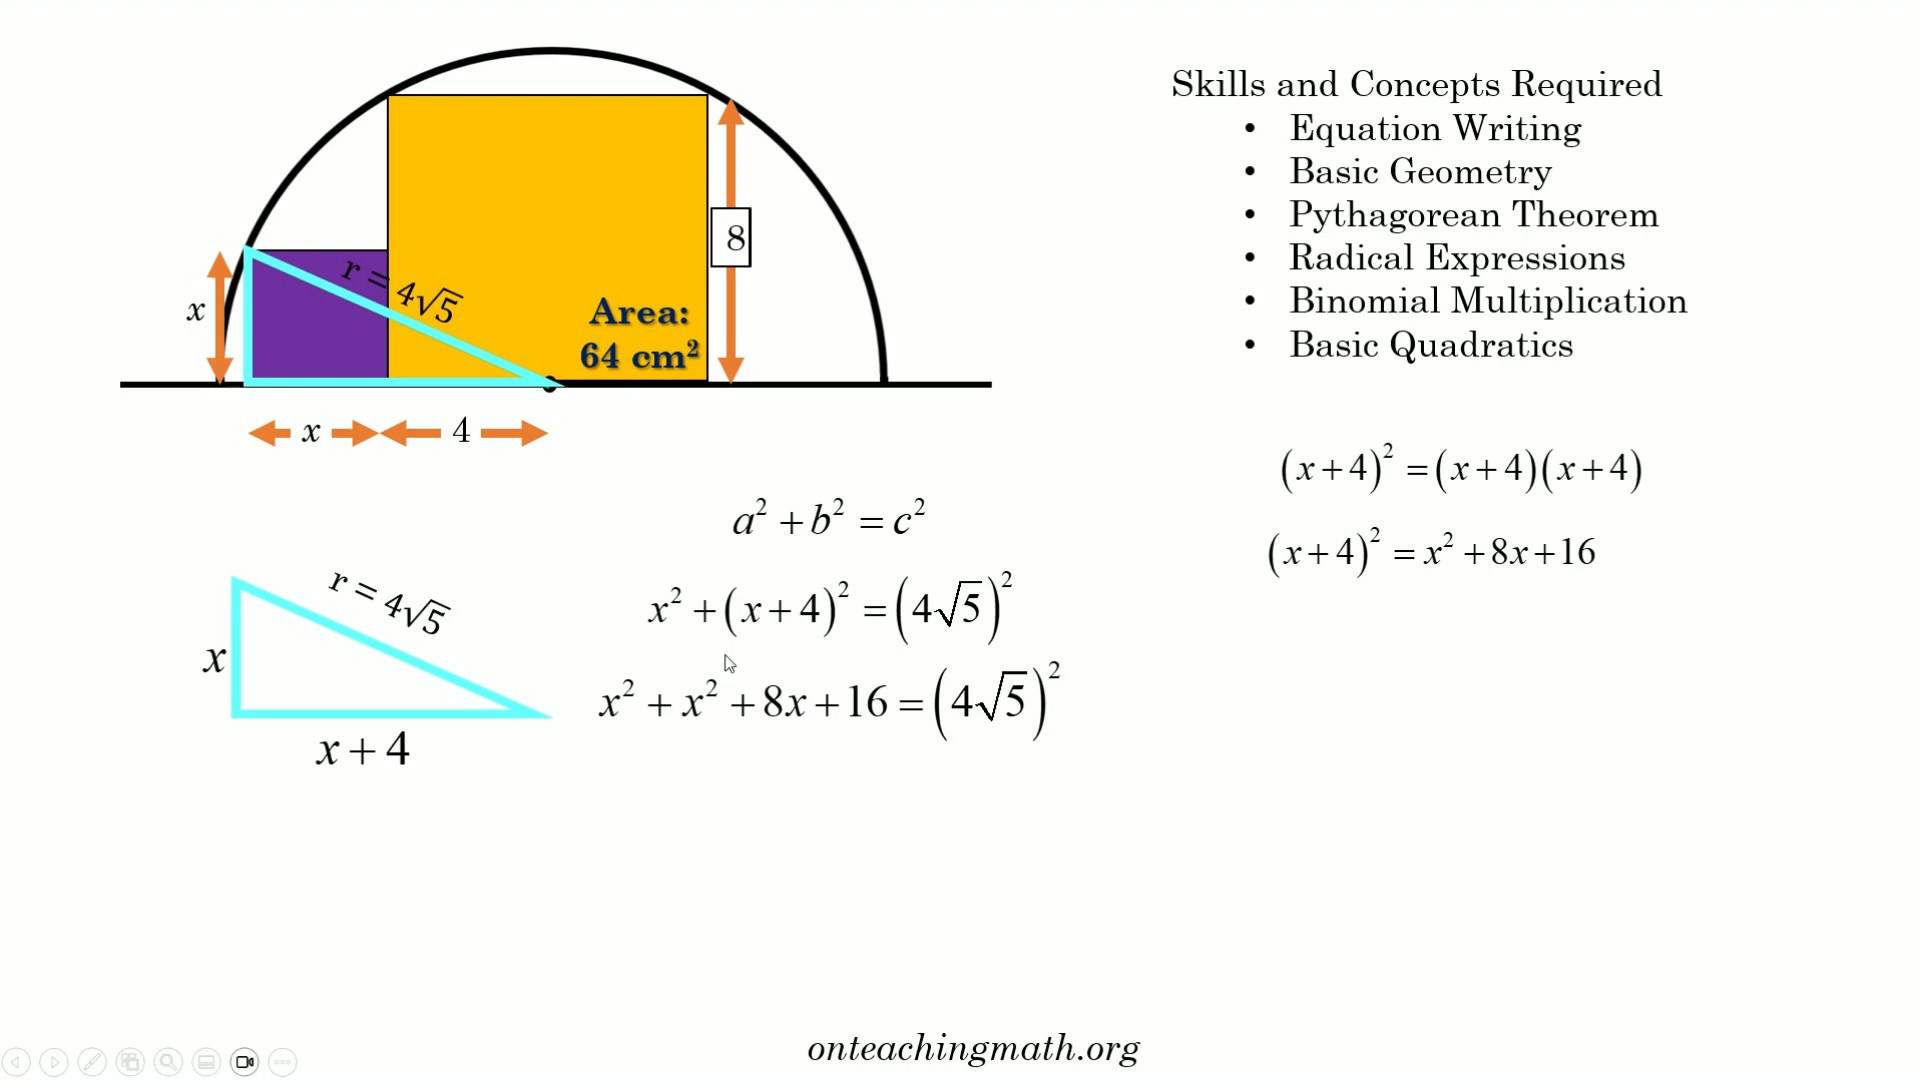 Skills and Concepts Required
• Equation Writing
• Basic Geometry
• Pythagorean Theorem
• Radical Expressions
• Binomial Multiplication
• Basic Quadratics
8
r = 4√5
x
Area:
64 cm²
x 4
(x+4)² = (x+4)(x+4)
(x+4)² = x² + 8x + 16
a² + b² = c²
r = 4√5
x
x + 4
x² + (x+4)² = (4√5)²
x² + x² + 8x + 16 = (4√5)²
onteachingmath.org